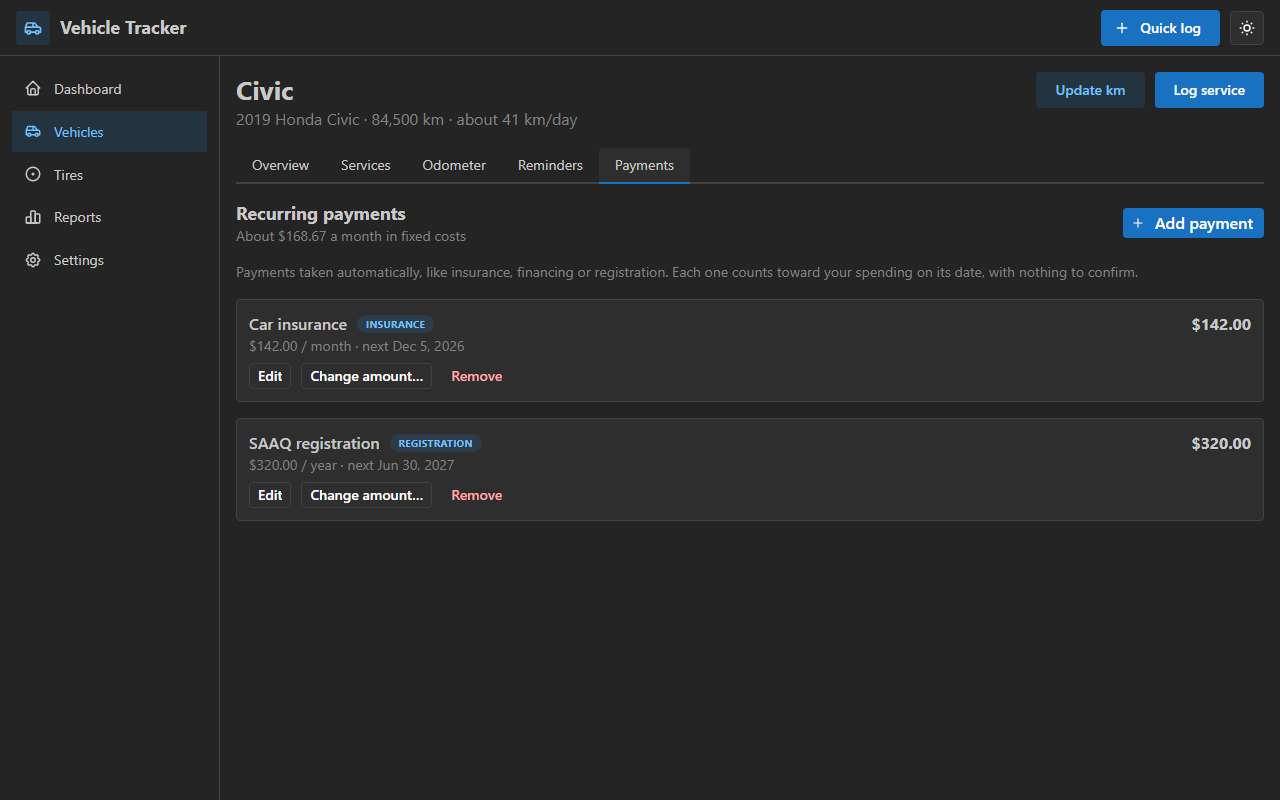 Vehicle Tracker
Quick log
Dashboard
Vehicles
Tires
Reports
Settings
Civic
2019 Honda Civic · 84,500 km · about 41 km/day
Update km
Log service
Overview
Services
Odometer
Reminders
Payments
Recurring payments
About $168.67 a month in fixed costs
Add payment
Payments taken automatically, like insurance, financing or registration. Each one counts toward your spending on its date, with nothing to confirm.
Car insurance INSURANCE $142.00
$142.00 / month · next Dec 5, 2026
Edit Change amount... Remove
SAAQ registration REGISTRATION $320.00
$320.00 / year · next Jun 30, 2027
Edit Change amount... Remove